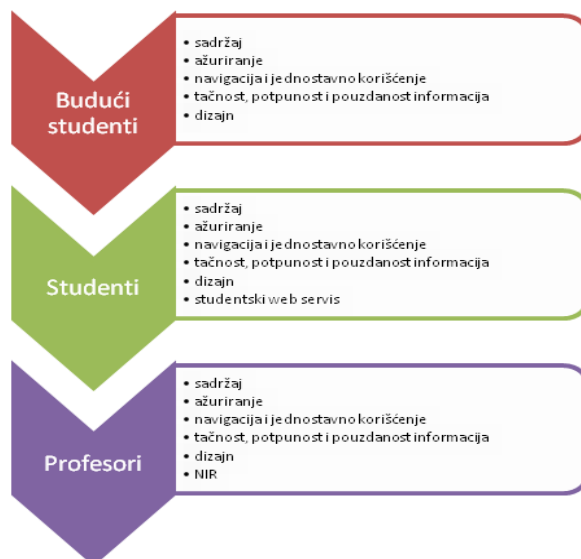 Budući
studenti
• sadržaj
• ažuriranje
• navigacija i jednostavno korišćenje
• tačnost, potpunost i pouzdanost informacija
• dizajn
Studenti
• sadržaj
• ažuriranje
• navigacija i jednostavno korišćenje
• tačnost, potpunost i pouzdanost informacija
• dizajn
• studentski web servis
Profesori
• sadržaj
• ažuriranje
• navigacija i jednostavno korišćenje
• tačnost, potpunost i pouzdanost informacija
• dizajn
• NIR